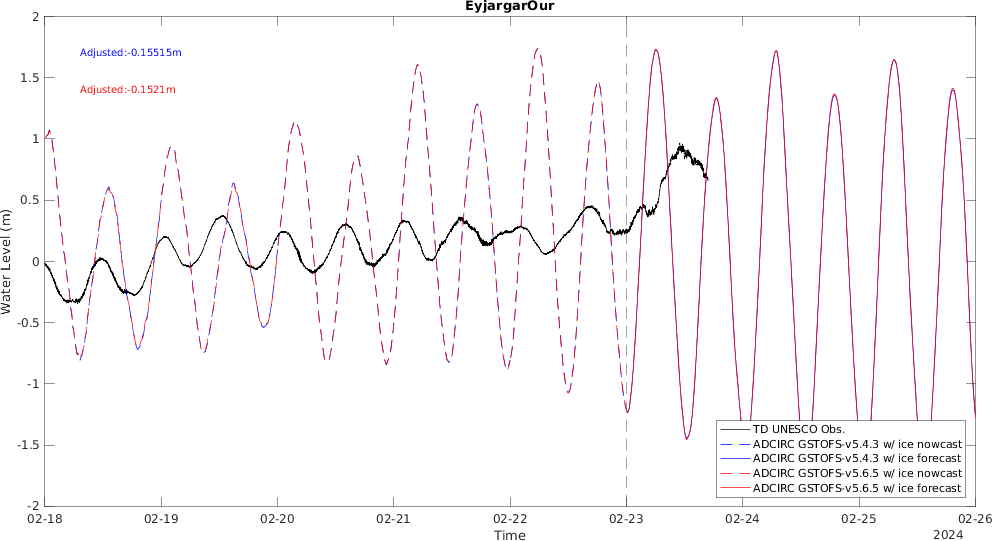 EyjargarOur
Adjusted:-0.15515m
Adjusted:-0.1521m
Water Level (m)
2
1.5
1
0.5
0
-0.5
-1
-1.5
-2
TD UNESCO Obs.
ADCIRC GSTOFS-v5.4.3 w/ ice nowcast
ADCIRC GSTOFS-v5.4.3 w/ ice forecast
ADCIRC GSTOFS-v5.6.5 w/ ice nowcast
ADCIRC GSTOFS-v5.6.5 w/ ice forecast
02-18 02-19 02-20 02-21 02-22 02-23 02-24 02-25 02-26
Time
2024